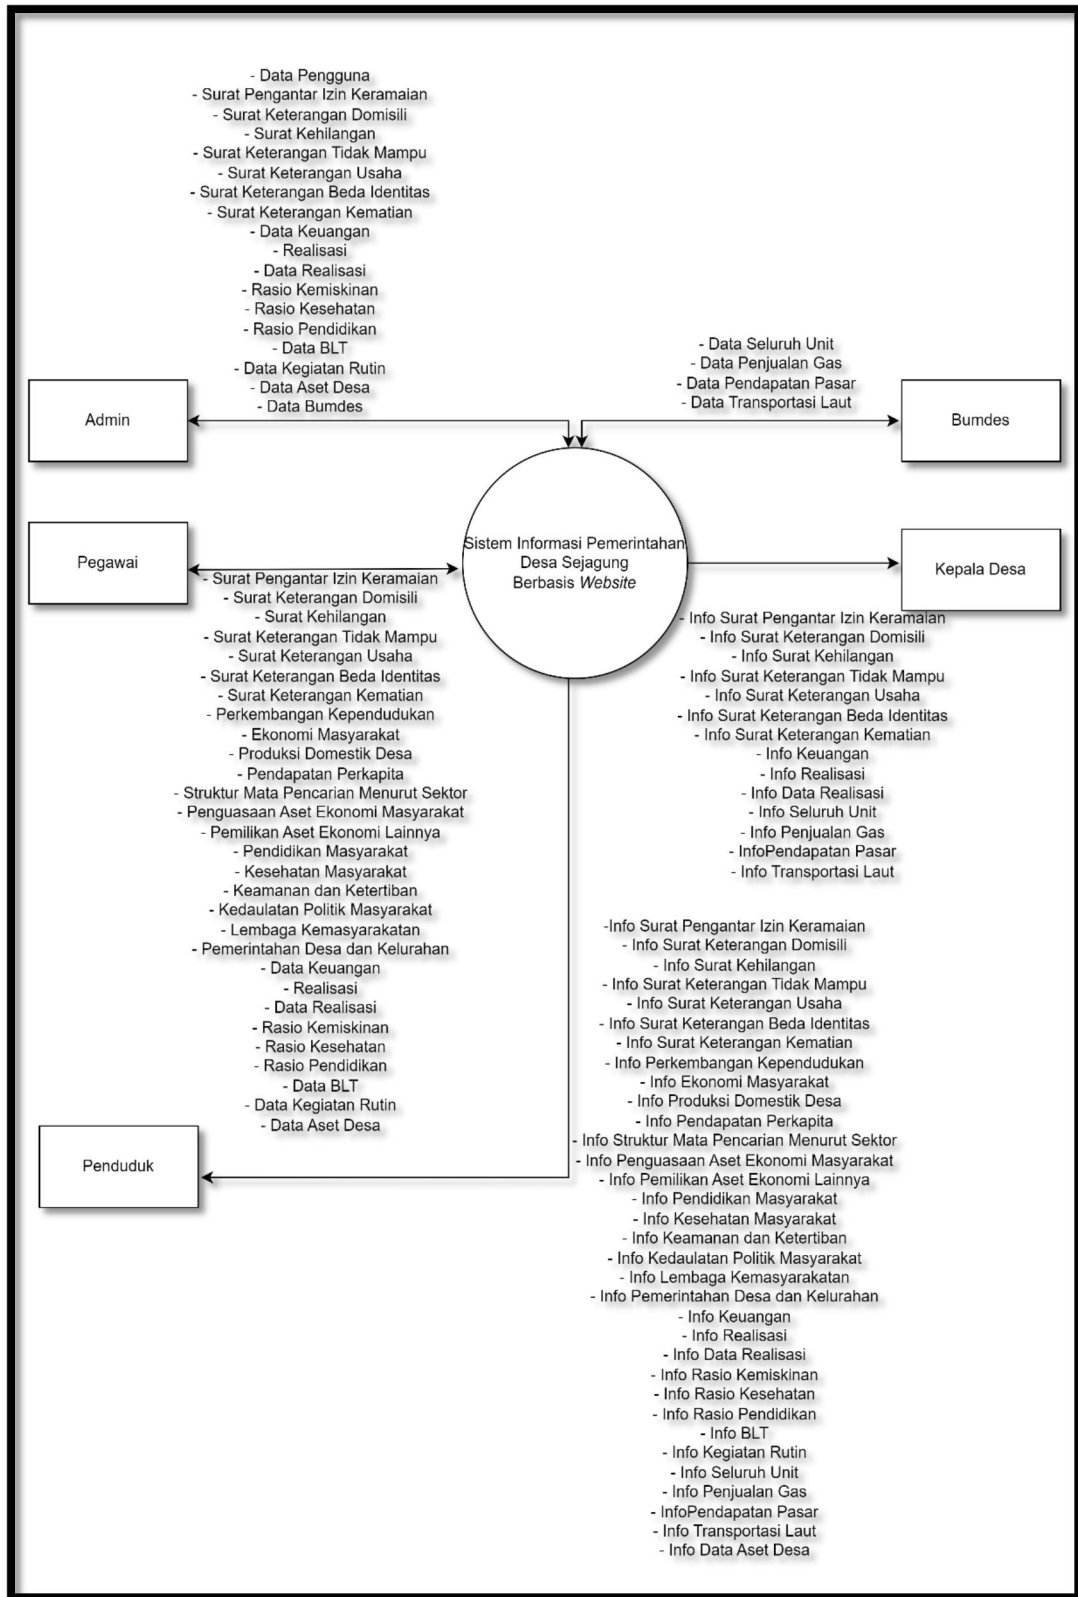 - Data Pengguna
- Surat Pengantar Izin Keramaian
- Surat Keterangan Domisili
- Surat Kehilangan
- Surat Keterangan Tidak Mampu
- Surat Keterangan Usaha
- Surat Keterangan Beda Identitas
- Surat Keterangan Kematian
- Data Keuangan
- Realisasi
- Data Realisasi
- Rasio Kemiskinan
- Rasio Kesehatan
- Rasio Pendidikan
- Data BLT
- Data Kegiatan Rutin
- Data Aset Desa
- Data Bumdes
- Data Seluruh Unit
- Data Penjualan Gas
- Data Pendapatan Pasar
- Data Transportasi Laut
Admin
Bumdes
Pegawai
Sistem Informasi Pemerintahan
Desa Sejagung
Berbasis Website
Kepala Desa
- Surat Pengantar Izin Keramaian
- Surat Keterangan Domisili
- Surat Kehilangan
- Surat Keterangan Tidak Mampu
- Surat Keterangan Usaha
- Surat Keterangan Beda Identitas
- Surat Keterangan Kematian
- Perkembangan Kependudukan
- Ekonomi Masyarakat
- Produksi Domestik Desa
- Pendapatan Perkapita
- Struktur Mata Pencarian Menurut Sektor
- Penguasaan Aset Ekonomi Masyarakat
- Pemilikan Aset Ekonomi Lainnya
- Pendidikan Masyarakat
- Kesehatan Masyarakat
- Keamanan dan Ketertiban
- Kedaulatan Politik Masyarakat
- Lembaga Kemasyarakatan
- Pemerintahan Desa dan Kelurahan
- Data Keuangan
- Realisasi
- Data Realisasi
- Rasio Kemiskinan
- Rasio Kesehatan
- Rasio Pendidikan
- Data BLT
- Data Kegiatan Rutin
- Data Aset Desa
- Info Surat Pengantar Izin Keramaian
- Info Surat Keterangan Domisili
- Info Surat Kehilangan
- Info Surat Keterangan Tidak Mampu
- Info Surat Keterangan Usaha
- Info Surat Keterangan Beda Identitas
- Info Surat Keterangan Kematian
- Info Keuangan
- Info Realisasi
- Info Data Realisasi
- Info Seluruh Unit
- Info Penjualan Gas
- InfoPendapatan Pasar
- Info Transportasi Laut
Penduduk
-Info Surat Pengantar Izin Keramaian
- Info Surat Keterangan Domisili
- Info Surat Kehilangan
- Info Surat Keterangan Tidak Mampu
- Info Surat Keterangan Usaha
- Info Surat Keterangan Beda Identitas
- Info Surat Keterangan Kematian
- Info Perkembangan Kependudukan
- Info Ekonomi Masyarakat
- Info Produksi Domestik Desa
- Info Pendapatan Perkapita
- Info Struktur Mata Pencarian Menurut Sektor
- Info Penguasaan Aset Ekonomi Masyarakat
- Info Pemilikan Aset Ekonomi Lainnya
- Info Pendidikan Masyarakat
- Info Kesehatan Masyarakat
- Info Keamanan dan Ketertiban
- Info Kedaulatan Politik Masyarakat
- Info Lembaga Kemasyarakatan
- Info Pemerintahan Desa dan Kelurahan
- Info Keuangan
- Info Realisasi
- Info Data Realisasi
- Info Rasio Kemiskinan
- Info Rasio Kesehatan
- Info Rasio Pendidikan
- Info BLT
- Info Kegiatan Rutin
- Info Seluruh Unit
- Info Penjualan Gas
- InfoPendapatan Pasar
- Info Transportasi Laut
- Info Data Aset Desa